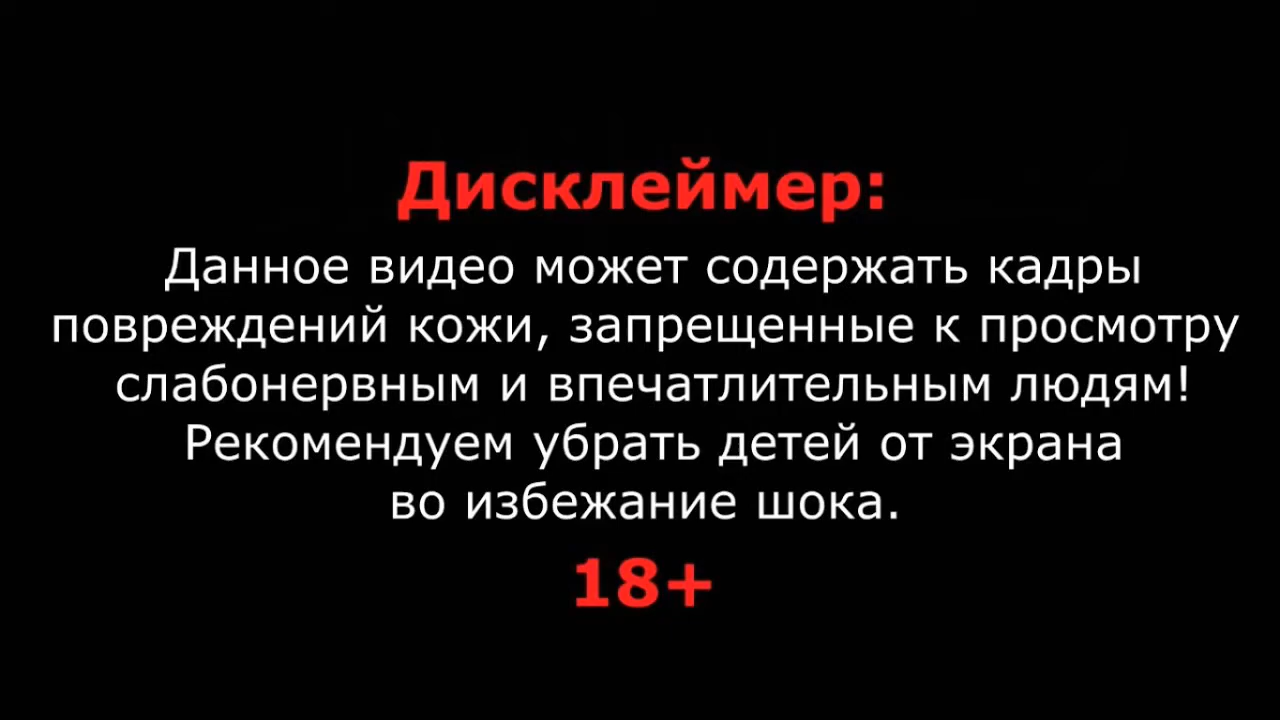 Дисклеймер:
Данное видео может содержать кадры
повреждений кожи, запрещенные к просмотру
слабонервным и впечатлительным людям!
Рекомендуем убрать детей от экрана
во избежание шока.
18+